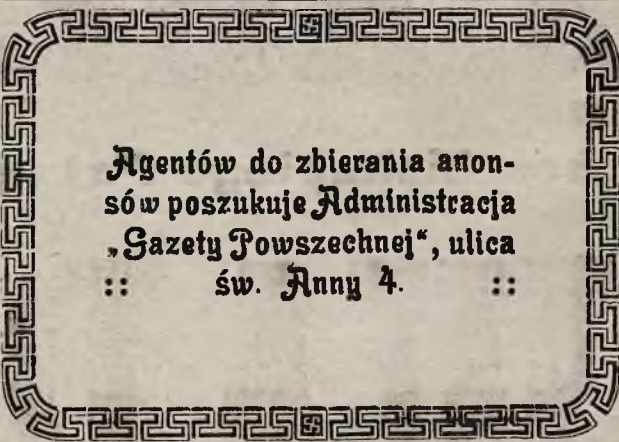 Agentów do zbierania anon-
sów poszukuje Administracja
„Gazety Powszechnej“, ulica
:: św. Anny 4. ::